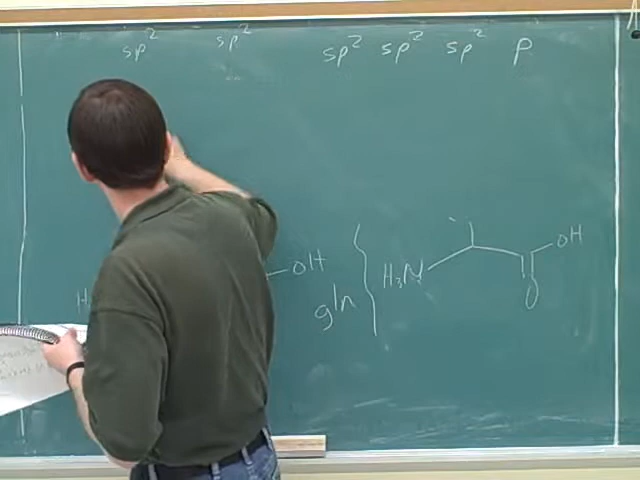 sp² sp² sp² sp² sp² p
OH
OH
H₃N
gln
O